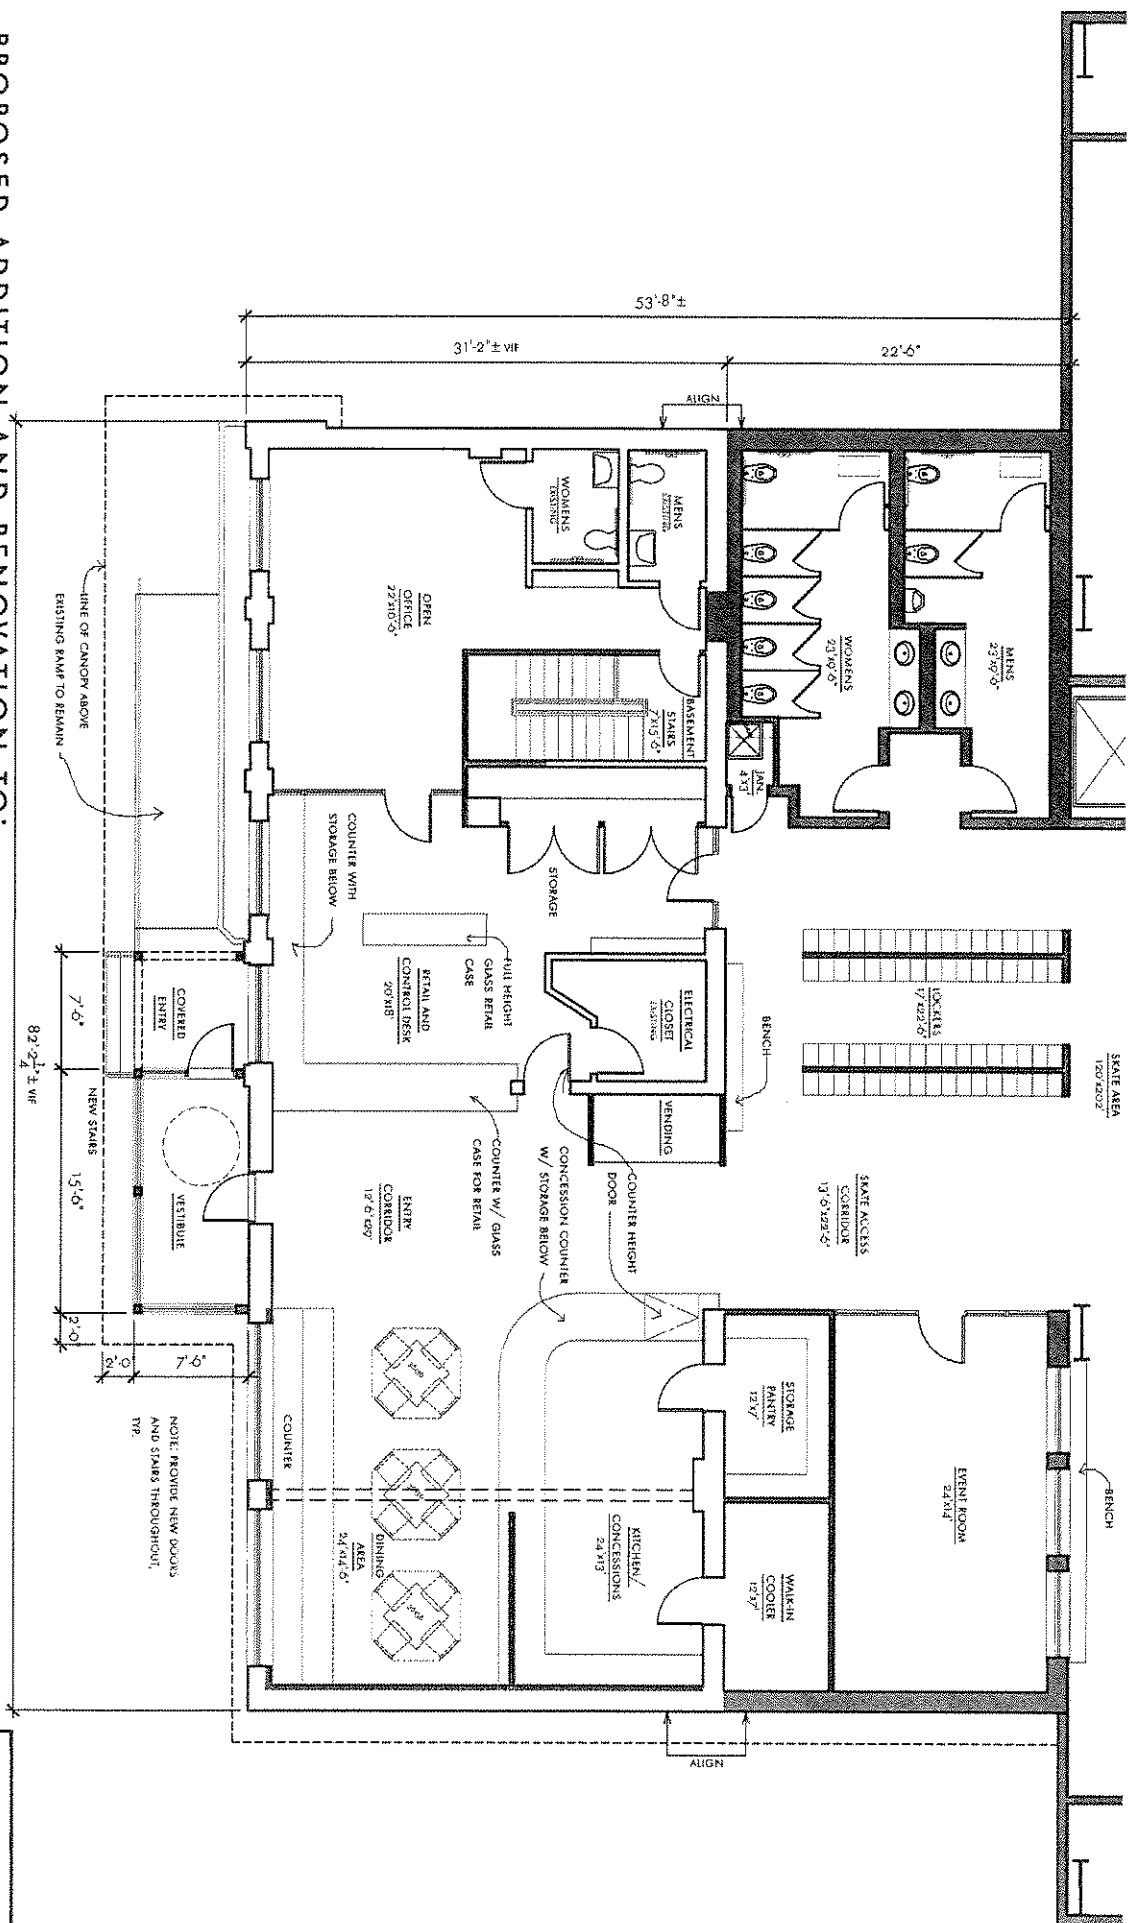 PROPOSED ADDITION AND RENOVATION TO:
53'-8"±
31'-2"± VIF
22'-6"
ALIGN
MENS
23'x9'-6"
WOMENS
23'x9'-6"
JAN.
4'x3'
MENS
EXISTING
WOMENS
EXISTING
BASEMENT
STAIRS
7'x15'-6"
OPEN
OFFICE
22'x10'-6"
LINE OF CANOPY ABOVE
EXISTING RAMP TO REMAIN
COUNTER WITH
STORAGE BELOW
STORAGE
FULL HEIGHT
GLASS RETAIL
CASE
RETAIL AND
CONTROL DESK
20'x18'
ELECTRICAL
CLOSET
EXISTING
BENCH
VENDING
LOCKERS
17'x22'-6"
SKATE AREA
120'x202'
SKATE ACCESS
CORRIDOR
13'-6"x22'-6"
COUNTER HEIGHT
DOOR
CONCESSION COUNTER
W/ STORAGE BELOW
COUNTER W/ GLASS
CASE FOR RETAIL
ENTRY
CORRIDOR
12'-6"x29'
COVERED
ENTRY
VESTIBULE
NEW STAIRS
7'-6"
15'-6"
2'-0"
82'-2 1/4"± VIF
2'-0"
7'-6"
NOTE: PROVIDE NEW DOORS
AND STAIRS THROUGHOUT,
TYP.
STORAGE
PANTRY
12'x7'
WALK-IN
COOLER
12'x7'
EVENT ROOM
24'x14'
BENCH
KITCHEN/
CONCESSIONS
24'x13'
DINING
AREA
24'x14'-6"
COUNTER
ALIGN